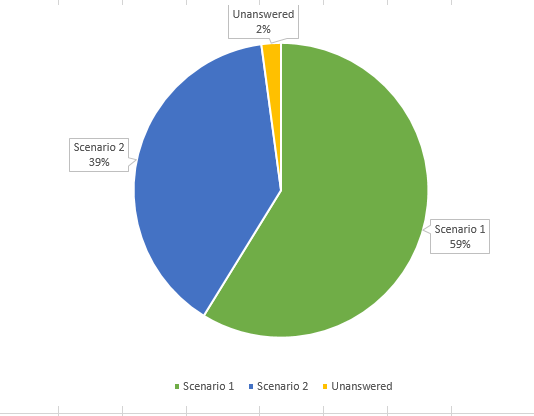 Unanswered
2%
Scenario 2
39%
Scenario 1
59%
Scenario 1 Scenario 2 Unanswered